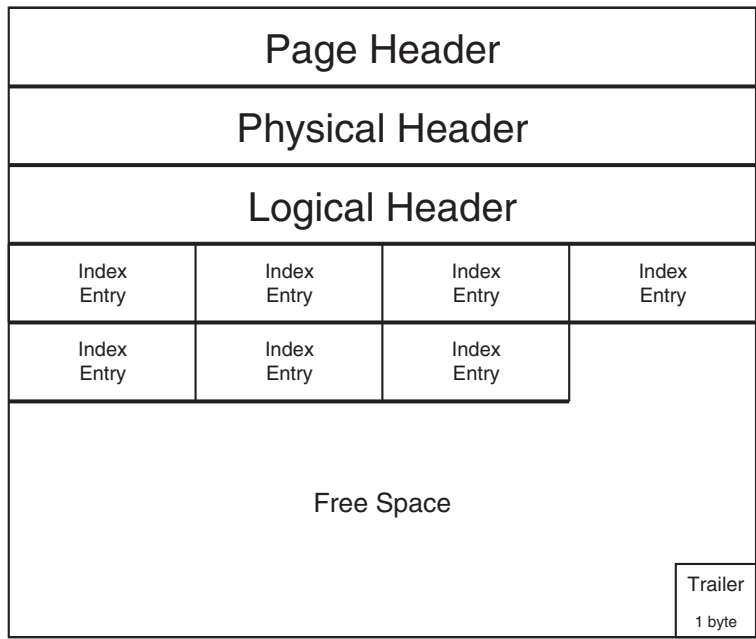 Page Header
Physical Header
Logical Header
Index
Entry
Index
Entry
Index
Entry
Index
Entry
Index
Entry
Index
Entry
Index
Entry
Free Space
Trailer
1 byte